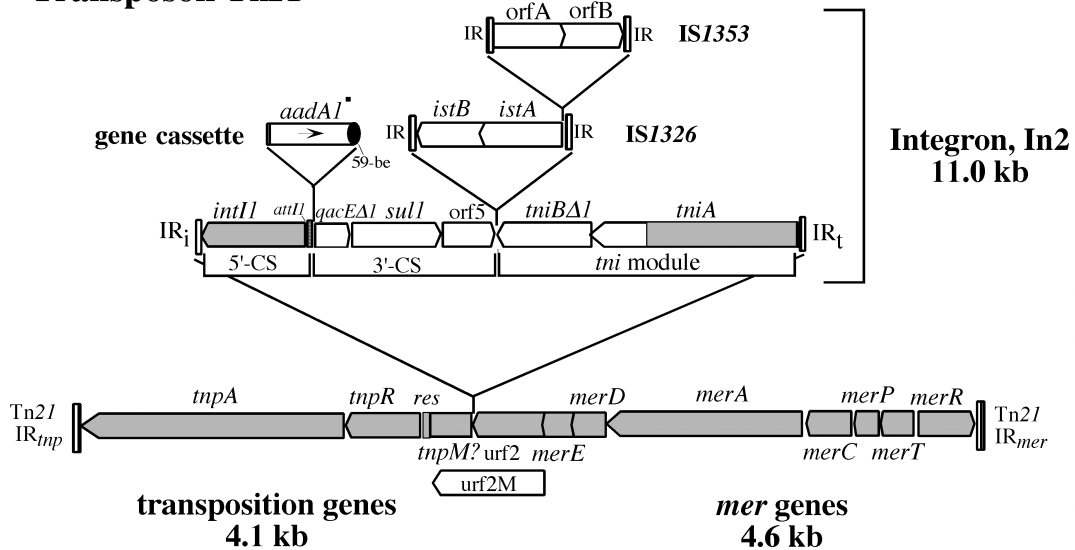 orfA orfB
IR IR IS1353
aadA1
gene cassette
59-be
istB istA
IR IR IS1326
Integron, In2
11.0 kb
intI1 attI1 qacEΔ1 sul1 orf5 tniBΔ1 tniA
IRi IRt
5'-CS 3'-CS tni module
tnpA tnpR res merD merA merP merR
Tn21
IRtnp
Tn21
IRmer
tnpM? urf2 merE merC merT
urf2M
transposition genes
4.1 kb
mer genes
4.6 kb